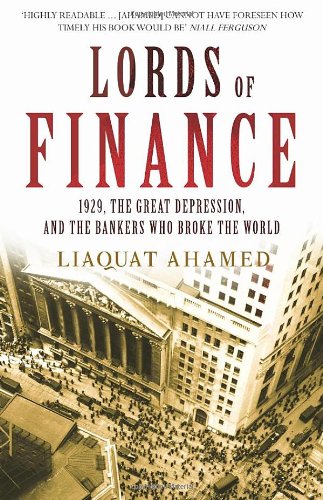 'HIGHLY READABLE ... [AHAMED] CANNOT HAVE FORESEEN HOW
TIMELY HIS BOOK WOULD BE' NIALL FERGUSON
LORDS OF
FINANCE
1929, THE GREAT DEPRESSION,
AND THE BANKERS WHO BROKE THE WORLD
LIAQUAT AHAMED